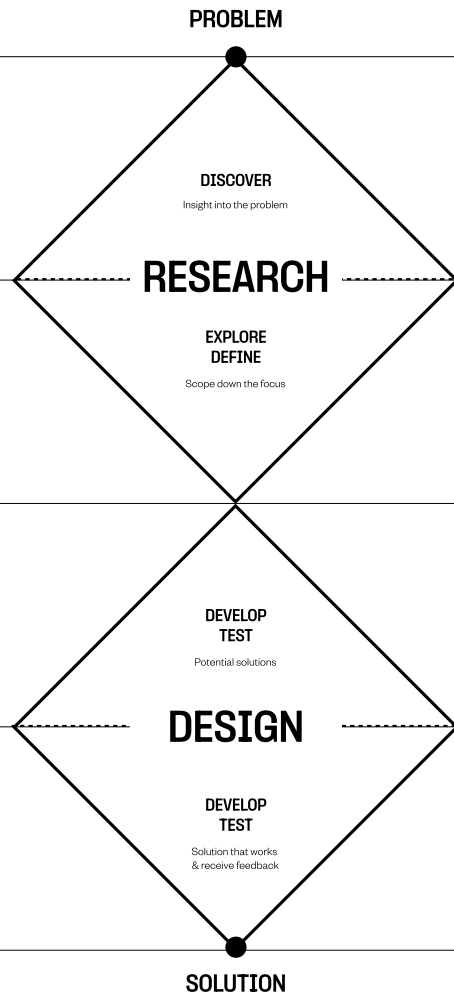 PROBLEM
DISCOVER
Insight into the problem
RESEARCH
EXPLORE
DEFINE
Scope down the focus
DEVELOP
TEST
Potential solutions
DESIGN
DEVELOP
TEST
Solution that works
& receive feedback
SOLUTION